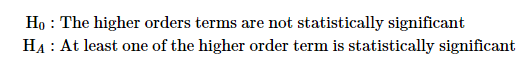 H₀ : The higher orders terms are not statistically significant
H_A : At least one of the higher order term is statistically significant